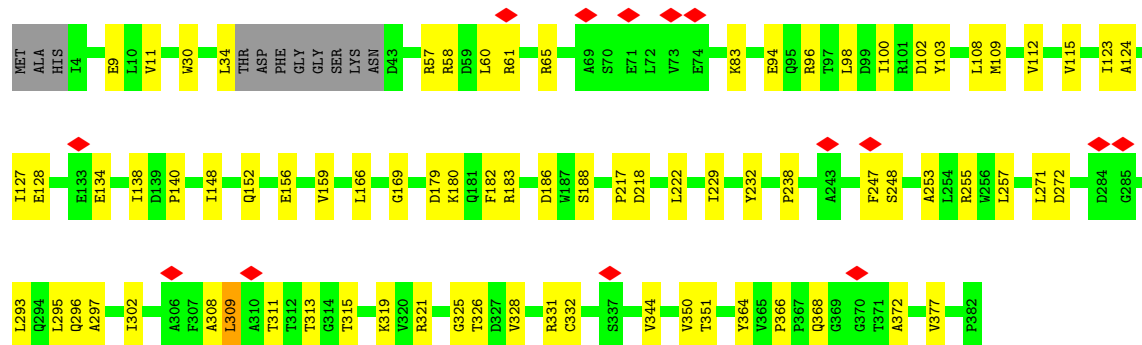 MET ALA HIS I4 E9 L10 V11 W30 L34 THR ASP PHE GLY GLY SER LYS ASN D43 R57 R58 D59 L60 R61 R65 A69 S70 E71 L72 V73 E74 K83 E94 Q95 R96 T97 L98 D99 I100 R101 D102 Y103 L108 M109 V112 V115 I123 A124
I127 E128 E133 E134 I138 D139 P140 I148 Q152 E156 V159 L166 G169 D179 K180 Q181 F182 R183 D186 W187 S188 P217 D218 L222 I229 Y232 P238 A243 F247 S248 A253 L254 R255 W256 L257 L271 D272 D284 G285
L293 Q294 L295 Q296 A297 I302 A306 F307 A308 L309 A310 T311 T312 T313 G314 T315 K319 V320 R321 G325 T326 D327 V328 R331 C332 S337 V344 V350 T351 Y364 V365 P366 P367 Q368 G369 G370 T371 A372 V377 P382